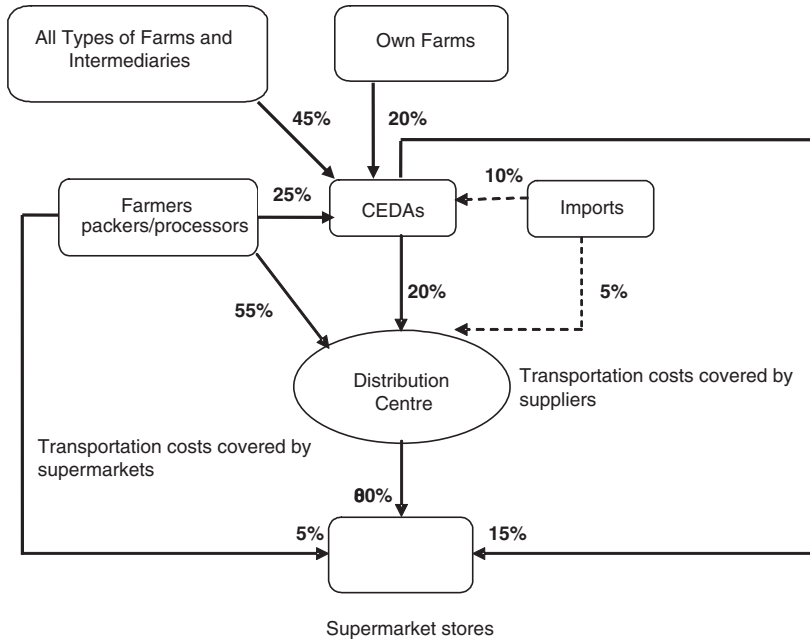 All Types of Farms and
Intermediaries
Own Farms
45%
20%
10%
25%
Farmers
packers/processors
CEDAs
Imports
20%
5%
55%
Distribution
Centre
Transportation costs covered by
suppliers
Transportation costs covered by
supermarkets
80%
5%
15%
Supermarket stores